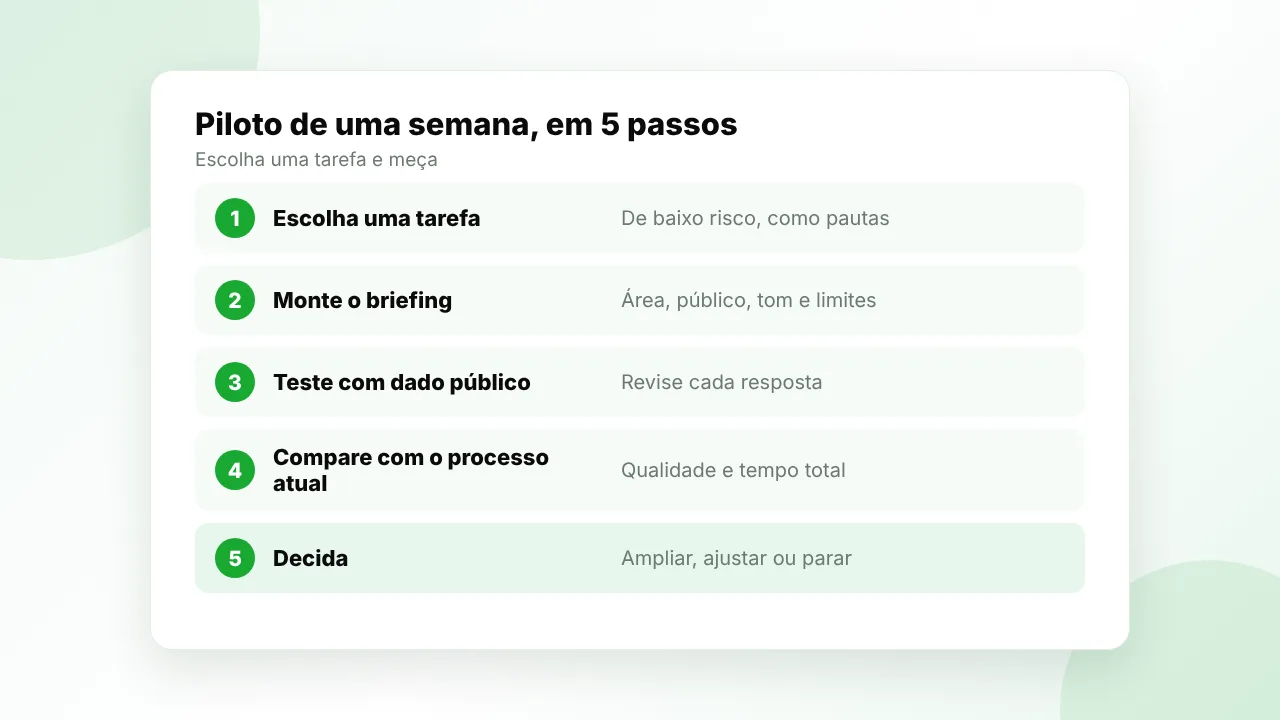 Piloto de uma semana, em 5 passos
Escolha uma tarefa e meça
1 Escolha uma tarefa De baixo risco, como pautas
2 Monte o briefing Área, público, tom e limites
3 Teste com dado público Revise cada resposta
4 Compare com o processo atual Qualidade e tempo total
5 Decida Ampliar, ajustar ou parar